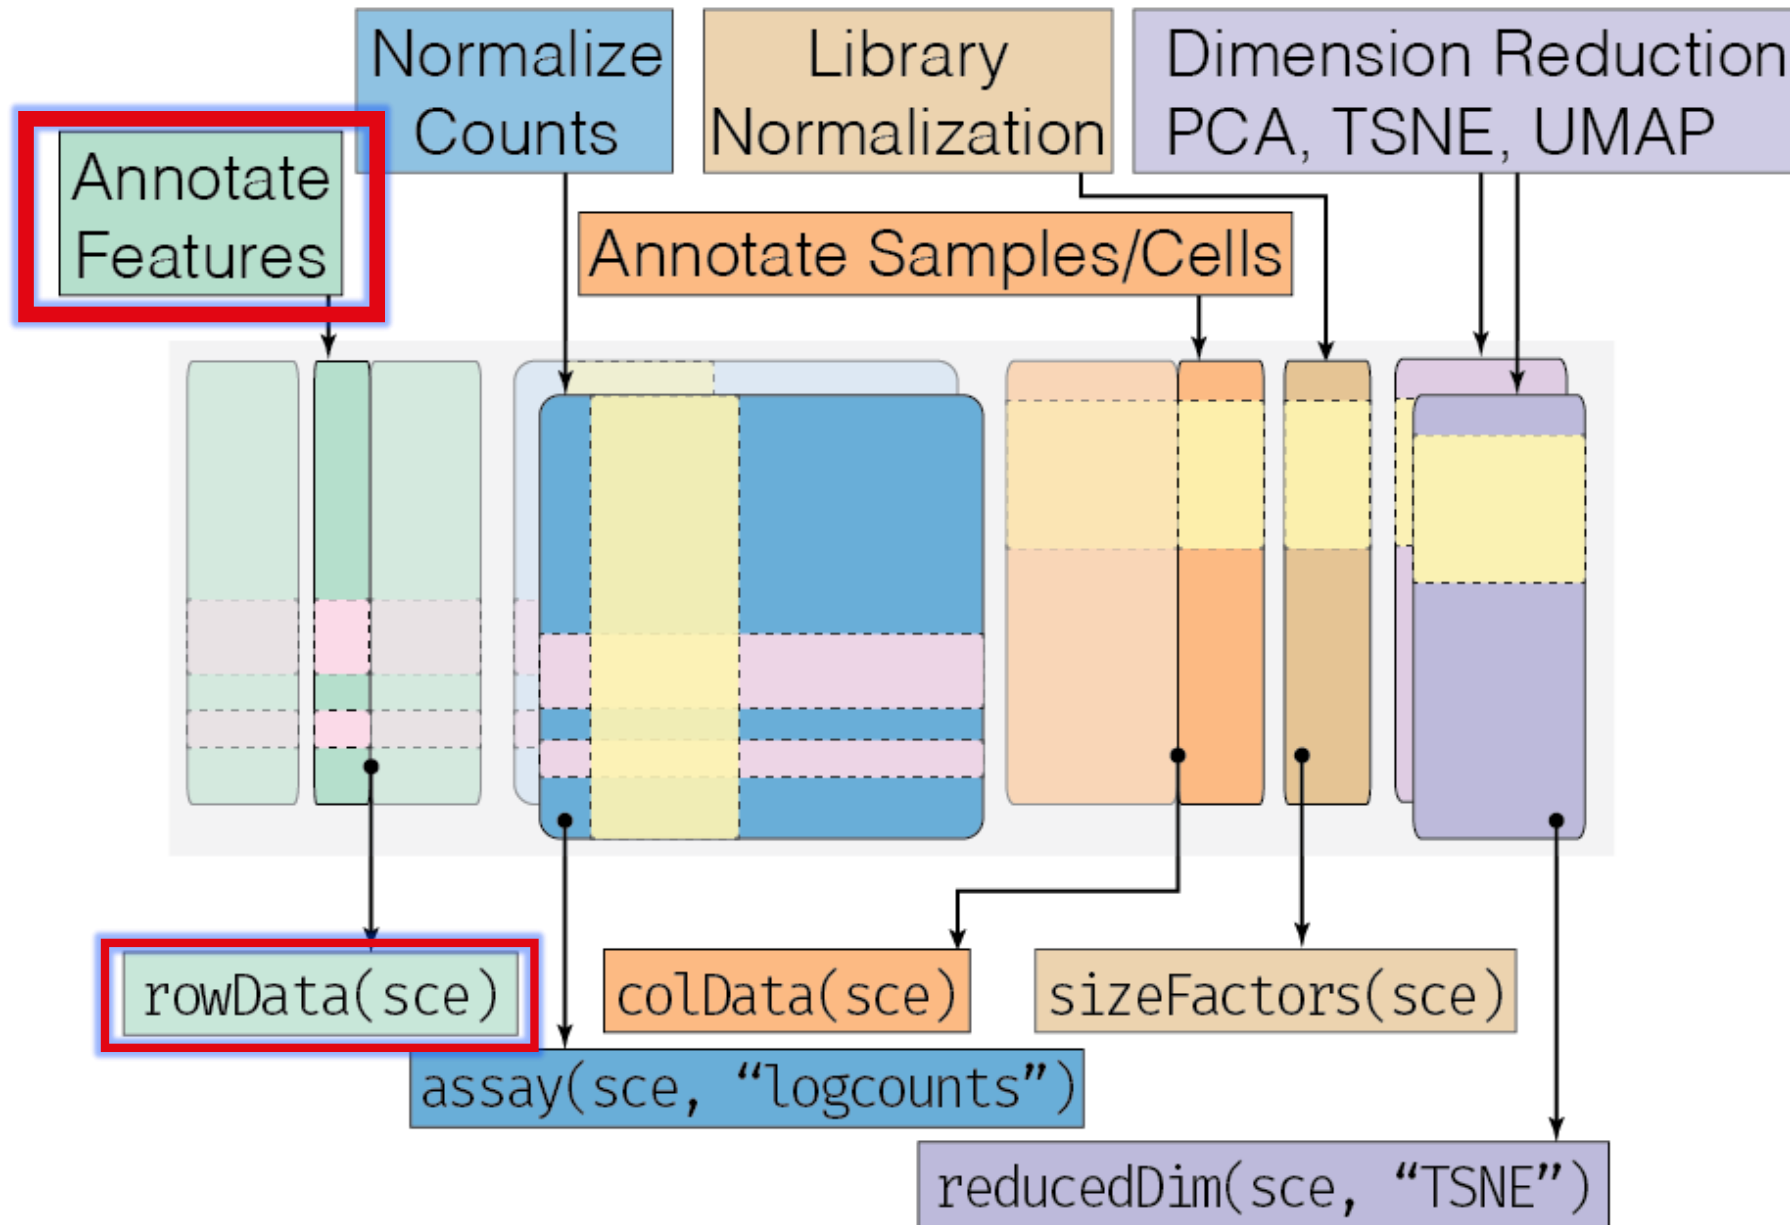 Normalize
Counts
Library
Normalization
Dimension Reduction
PCA, TSNE, UMAP
Annotate
Features
Annotate Samples/Cells
rowData(sce)
colData(sce)
sizeFactors(sce)
assay(sce, “logcounts”)
reducedDim(sce, “TSNE”)